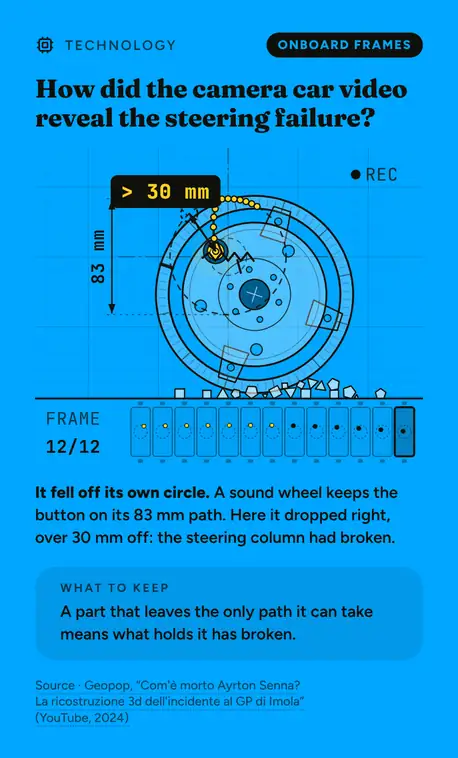 TECHNOLOGY
ONBOARD FRAMES
How did the camera car video
reveal the steering failure?
REC
> 30 mm
83 mm
FRAME
12/12
It fell off its own circle. A sound wheel keeps the
button on its 83 mm path. Here it dropped right,
over 30 mm off: the steering column had broken.
WHAT TO KEEP
A part that leaves the only path it can take
means what holds it has broken.
Source · Geopop, “Com'è morto Ayrton Senna?
La ricostruzione 3d dell'incidente al GP di Imola”
(YouTube, 2024)